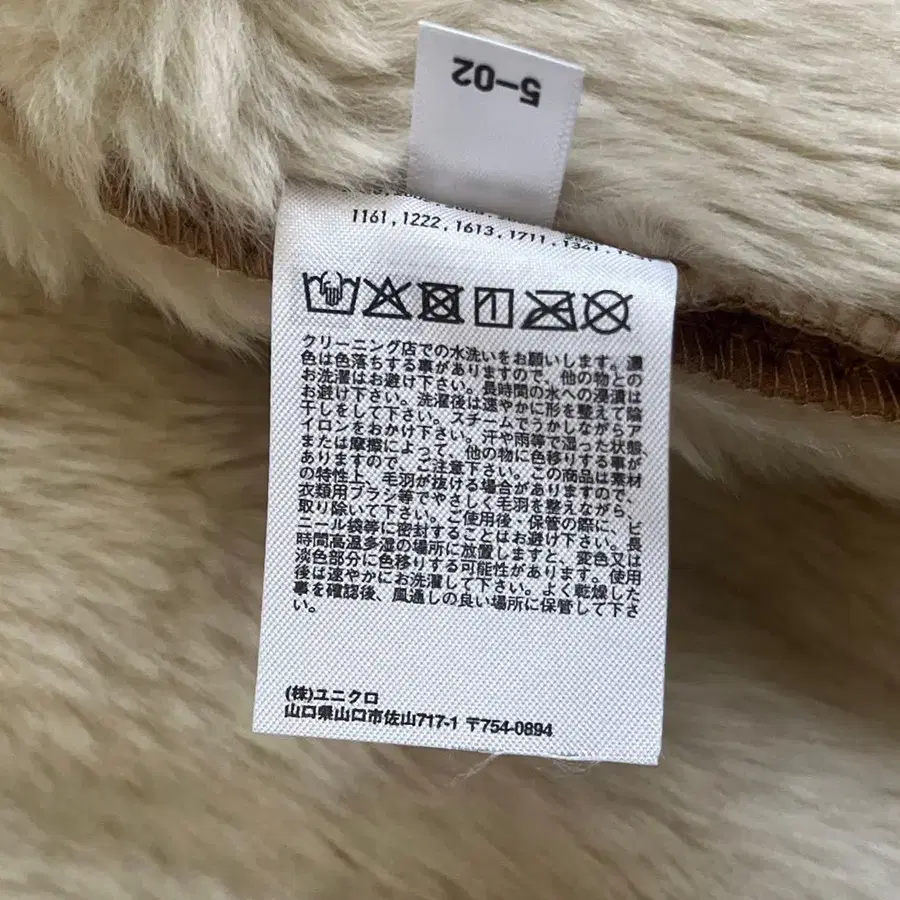 5-02
1161,1222,1613,1711,1341,
クリーニング店での水洗いをお願いします。濃
色は色落ちする事がありますので、他の物と
お洗濯はお避け下さい。長時間の水への浸漬は
お避け下さい。洗濯後は速やかに形を整えて陰
干しをして下さい。スチームでうかしながらア
イロンをおかけ下さい。汗や雨等で湿った状態、
または摩擦によって、他の物に色移りする事が
ありますので、ご注意下さい。この商品は素材
の特性上、毛羽が抜ける場合がありますので、
衣類用ブラシ等でやさしく毛羽を整えながら、
取り除いて下さい。ご使用後・保管の際に、ビ
ニール袋等に密封することはお避け下さい。長
時間高温多湿の場所に放置しますと、変色又は
淡色部分に色移りする可能性があります。使用
後は速やかにお洗濯して下さい。よく乾燥した
事を確認後、風通しの良い場所に保管して下さ
い。
(株)ユニクロ
山口県山口市佐山717-1 〒754-0894